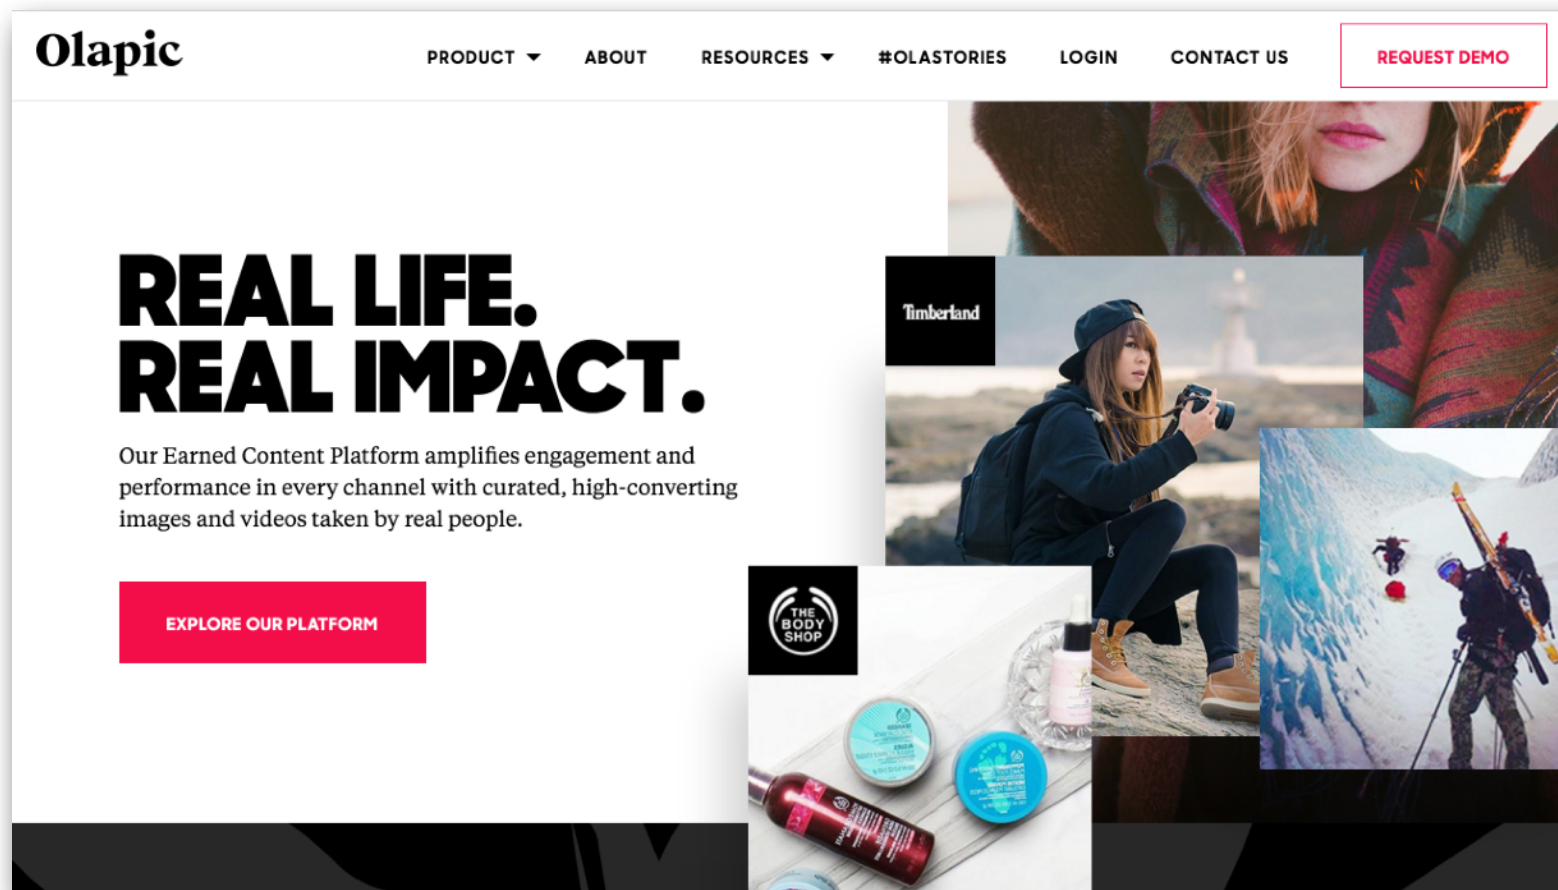 Olapic
PRODUCT
ABOUT
RESOURCES
#OLASTORIES
LOGIN
CONTACT US
REQUEST DEMO
REAL LIFE.
REAL IMPACT.
Our Earned Content Platform amplifies engagement and
performance in every channel with curated, high-converting
images and videos taken by real people.
EXPLORE OUR PLATFORM
Timberland
THE
BODY
SHOP